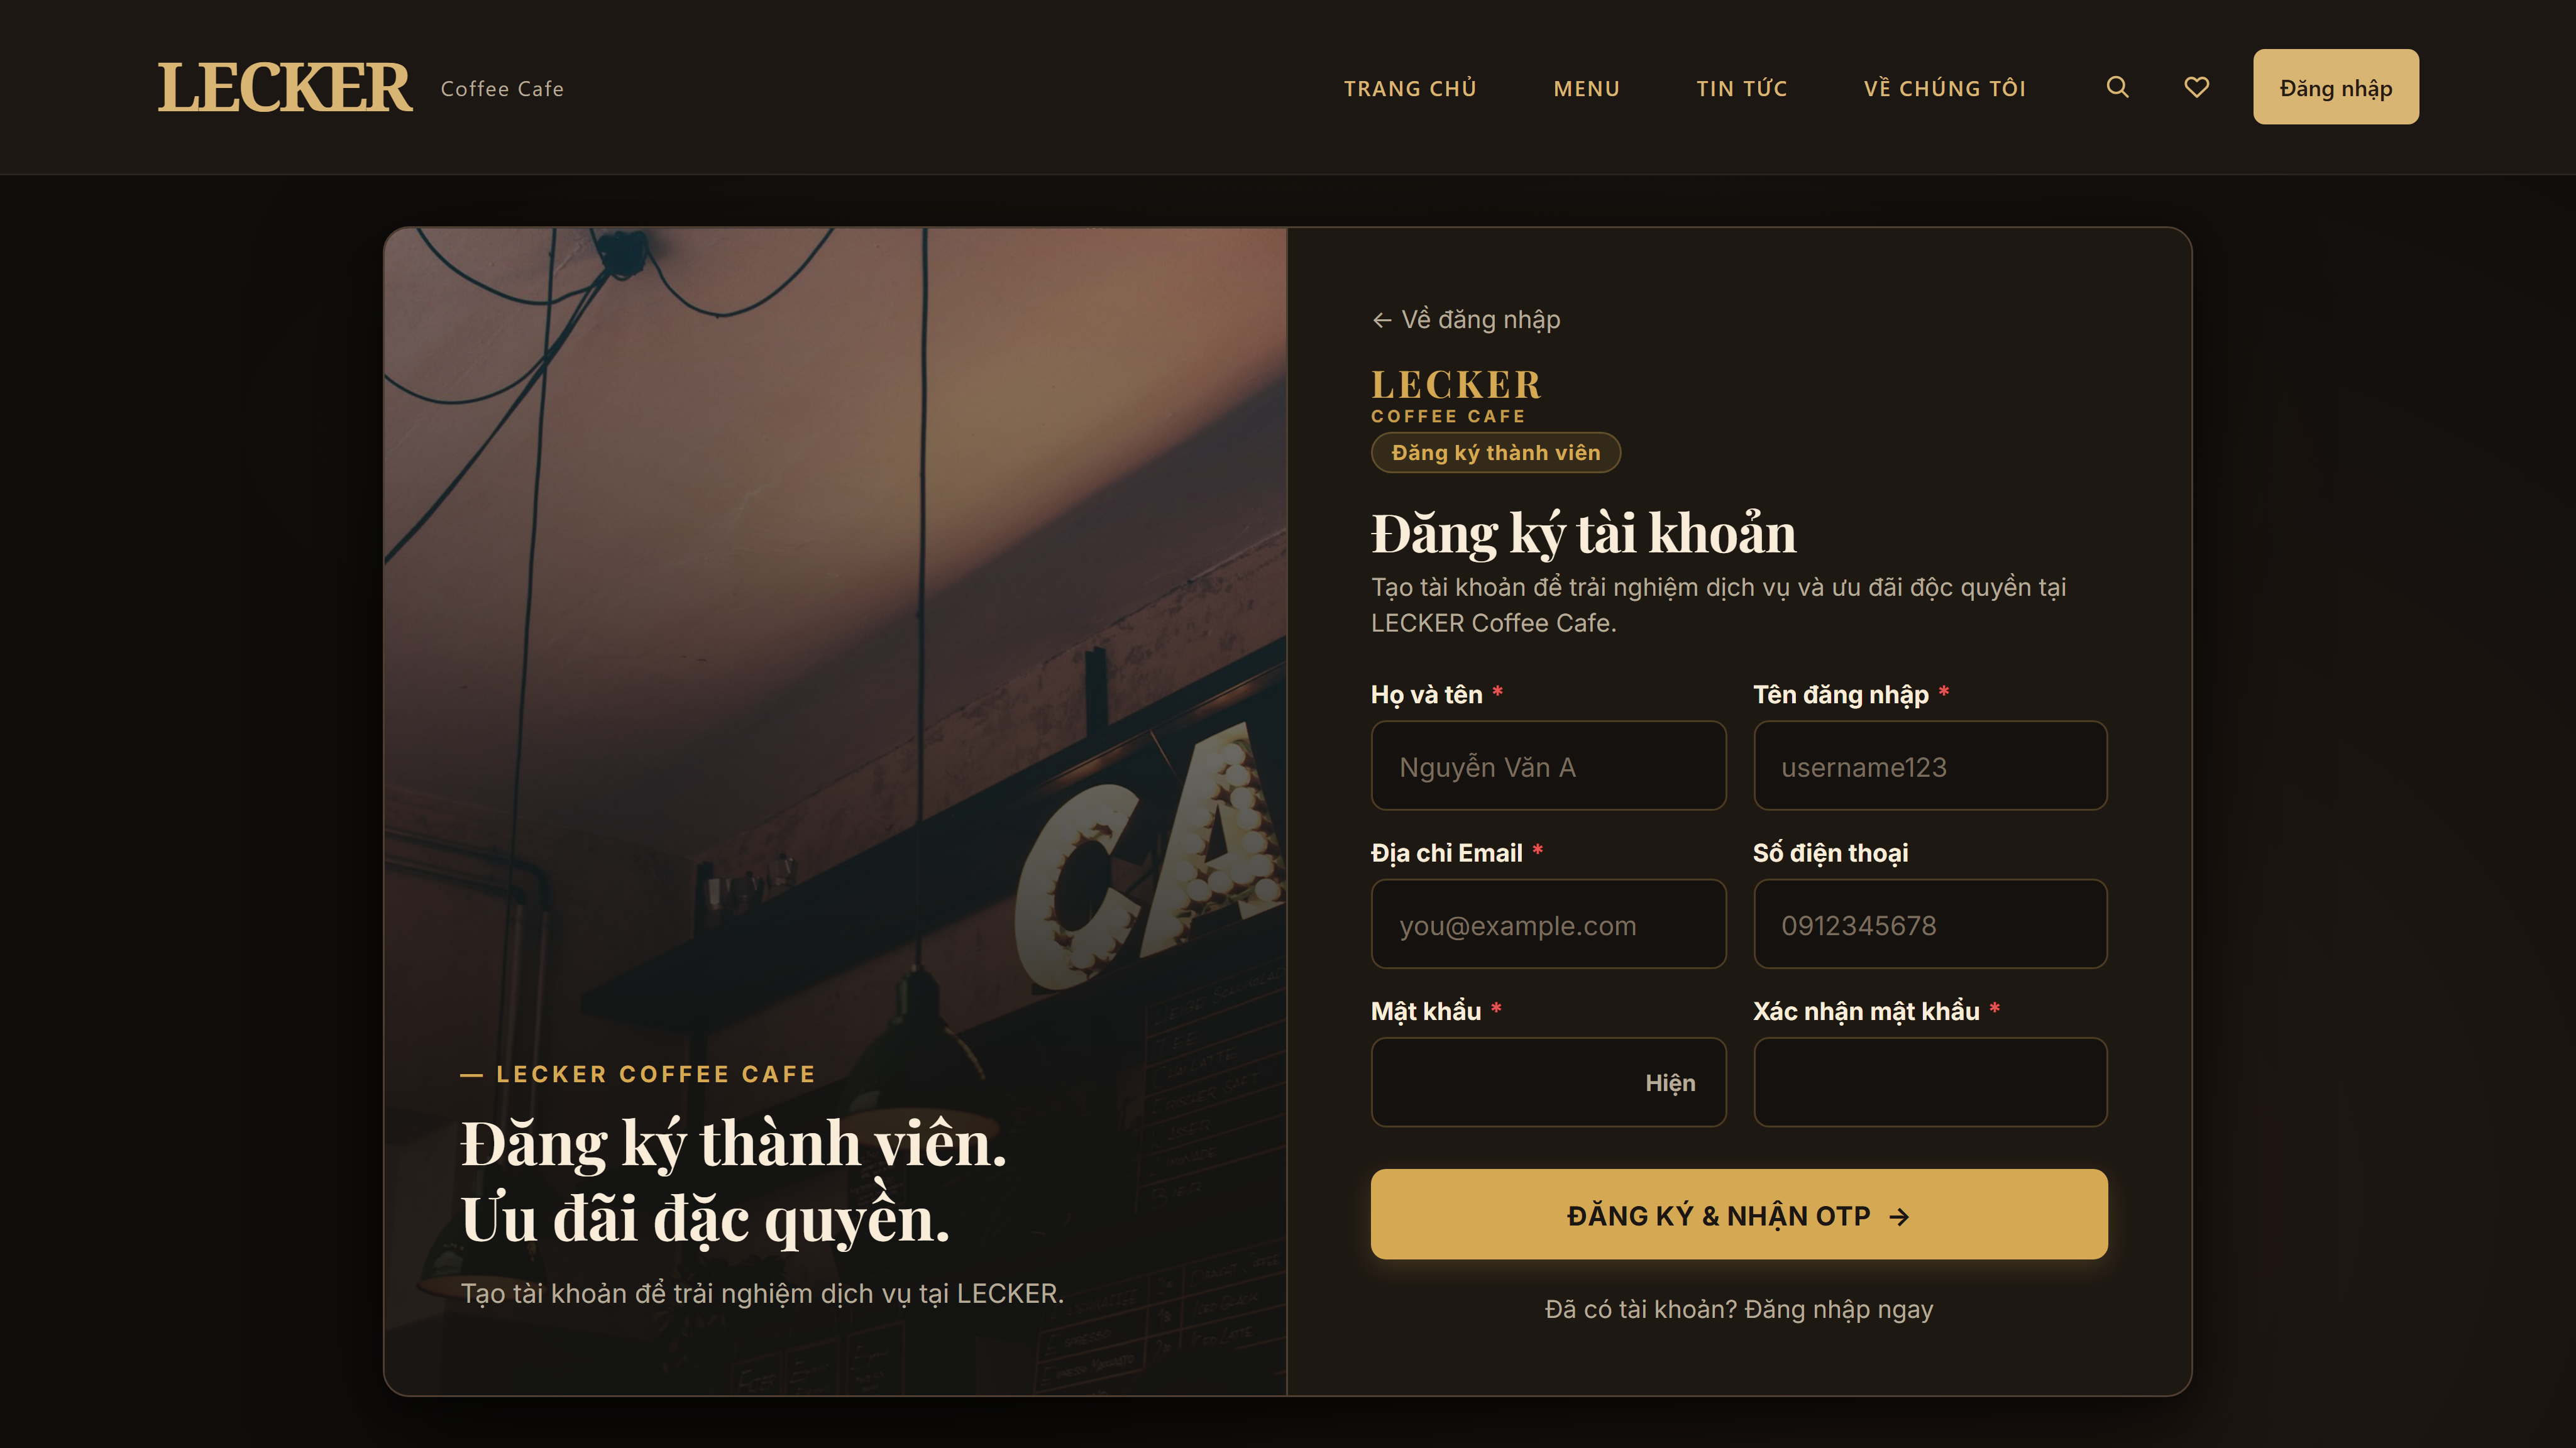 LECKER Coffee Cafe
TRANG CHỦ MENU TIN TỨC VỀ CHÚNG TÔI Đăng nhập
CA
— LECKER COFFEE CAFE
Đăng ký thành viên.
Ưu đãi đặc quyền.
Tạo tài khoản để trải nghiệm dịch vụ tại LECKER.
← Về đăng nhập
LECKER
COFFEE CAFE
Đăng ký thành viên
Đăng ký tài khoản
Tạo tài khoản để trải nghiệm dịch vụ và ưu đãi độc quyền tại
LECKER Coffee Cafe.
Họ và tên * Tên đăng nhập *
Nguyễn Văn A username123
Địa chỉ Email * Số điện thoại
you@example.com 0912345678
Mật khẩu * Xác nhận mật khẩu *
Hiện
ĐĂNG KÝ & NHẬN OTP →
Đã có tài khoản? Đăng nhập ngay